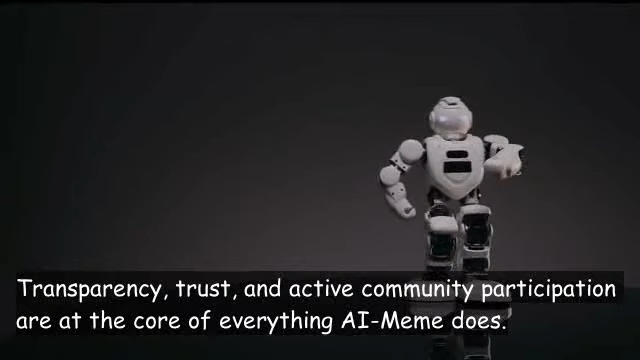 Transparency, trust, and active community participation
are at the core of everything AI-Meme does.